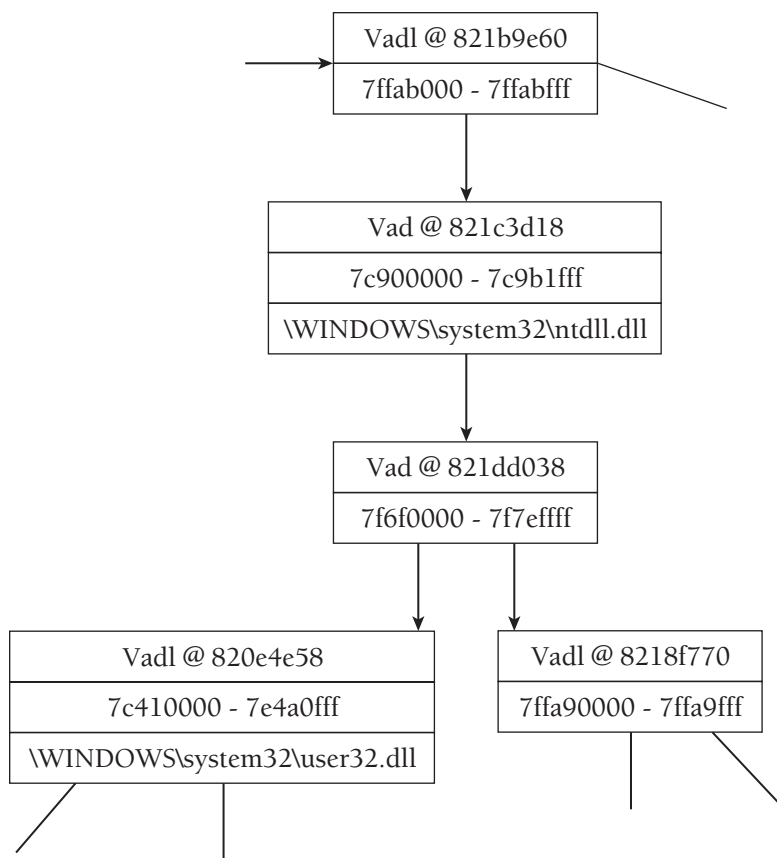 Vadl @ 821b9e60
7ffab000 - 7ffabfff
Vad @ 821c3d18
7c900000 - 7c9b1fff
\WINDOWS\system32\ntdll.dll
Vad @ 821dd038
7f6f0000 - 7f7effff
Vadl @ 820e4e58
7c410000 - 7e4a0fff
\WINDOWS\system32\user32.dll
Vadl @ 8218f770
7ffa90000 - 7ffa9fff